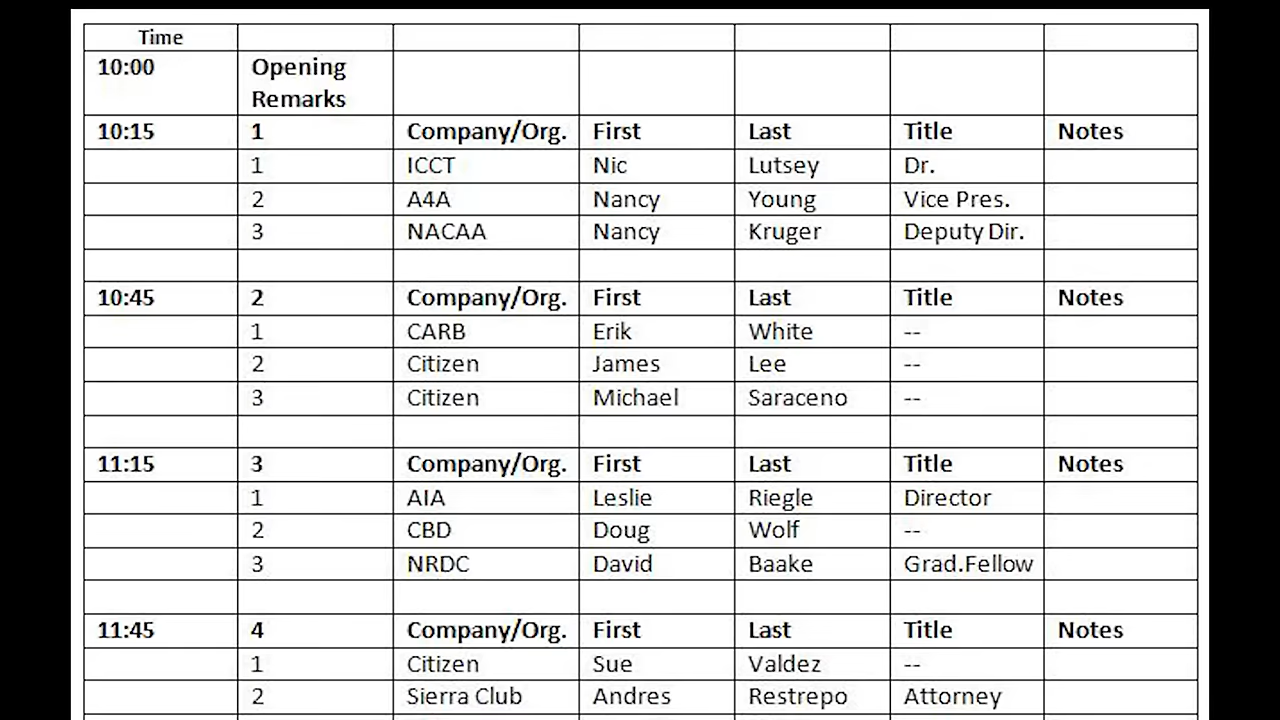 Time
10:00 Opening
Remarks
10:15 1 Company/Org. First Last Title Notes
1 ICCT Nic Lutsey Dr.
2 A4A Nancy Young Vice Pres.
3 NACAA Nancy Kruger Deputy Dir.
10:45 2 Company/Org. First Last Title Notes
1 CARB Erik White --
2 Citizen James Lee --
3 Citizen Michael Saraceno --
11:15 3 Company/Org. First Last Title Notes
1 AIA Leslie Riegle Director
2 CBD Doug Wolf --
3 NRDC David Baake Grad.Fellow
11:45 4 Company/Org. First Last Title Notes
1 Citizen Sue Valdez --
2 Sierra Club Andres Restrepo Attorney